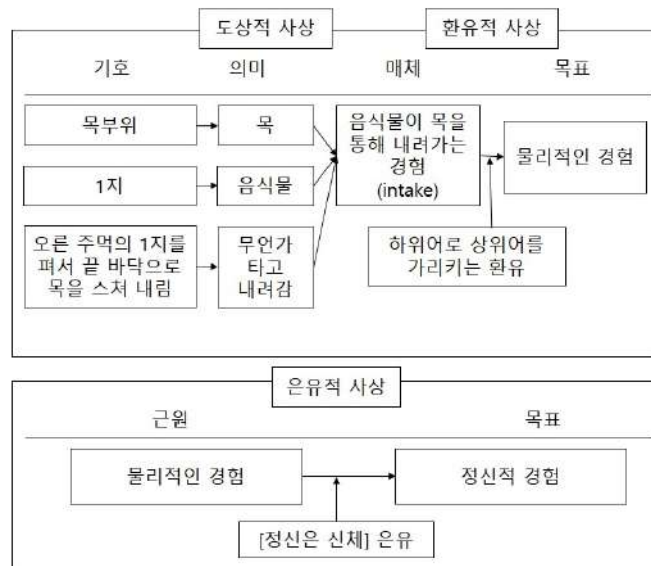 도상적 사상
환유적 사상
기호
의미
매체
목표
목부위
목
음식물이 목을
통해 내려가는
경험
(intake)
물리적인 경험
1지
음식물
오른 주먹의 1지를
펴서 끝 바닥으로
목을 스쳐 내림
무언가
타고
내려감
하위어로 상위어를
가리키는 환유
은유적 사상
근원
목표
물리적인 경험
정신적 경험
[정신은 신체] 은유